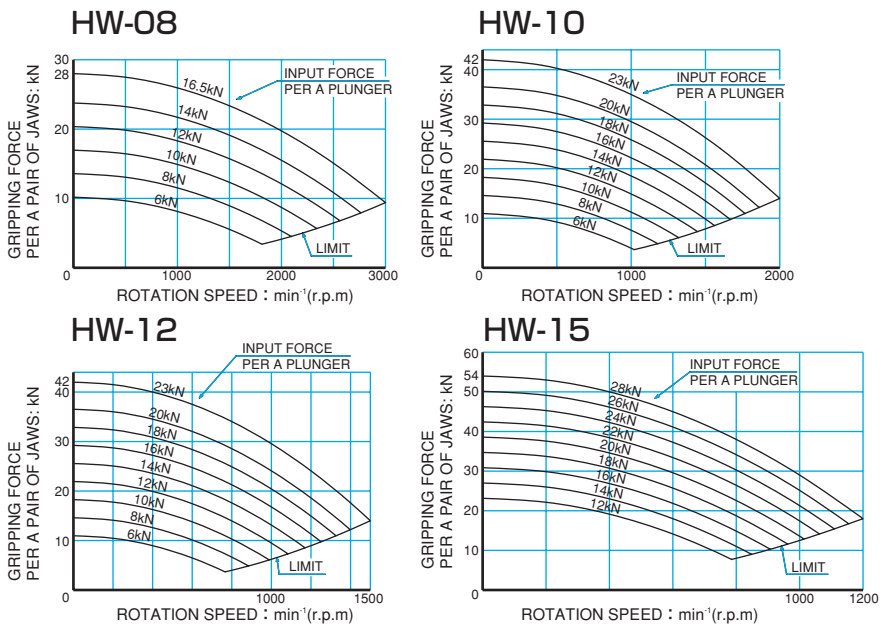 HW-08
GRIPPING FORCE
PER A PAIR OF JAWS: kN
30
28
20
10
0
16.5kN
14kN
12kN
10kN
8kN
6kN
INPUT FORCE
PER A PLUNGER
LIMIT
1000
2000
3000
ROTATION SPEED：min⁻¹(r.p.m)
HW-10
GRIPPING FORCE
PER A PAIR OF JAWS: kN
42
40
30
20
10
0
23kN
20kN
18kN
16kN
14kN
12kN
10kN
8kN
6kN
INPUT FORCE
PER A PLUNGER
LIMIT
1000
2000
ROTATION SPEED：min⁻¹(r.p.m)
HW-12
GRIPPING FORCE
PER A PAIR OF JAWS: kN
42
40
30
20
10
0
23kN
20kN
18kN
16kN
14kN
12kN
10kN
8kN
6kN
INPUT FORCE
PER A PLUNGER
LIMIT
1000
1500
ROTATION SPEED：min⁻¹(r.p.m)
HW-15
GRIPPING FORCE
PER A PAIR OF JAWS: kN
60
54
50
40
30
20
10
0
28kN
26kN
24kN
22kN
20kN
18kN
16kN
14kN
12kN
INPUT FORCE
PER A PLUNGER
LIMIT
1000
1200
ROTATION SPEED：min⁻¹(r.p.m)